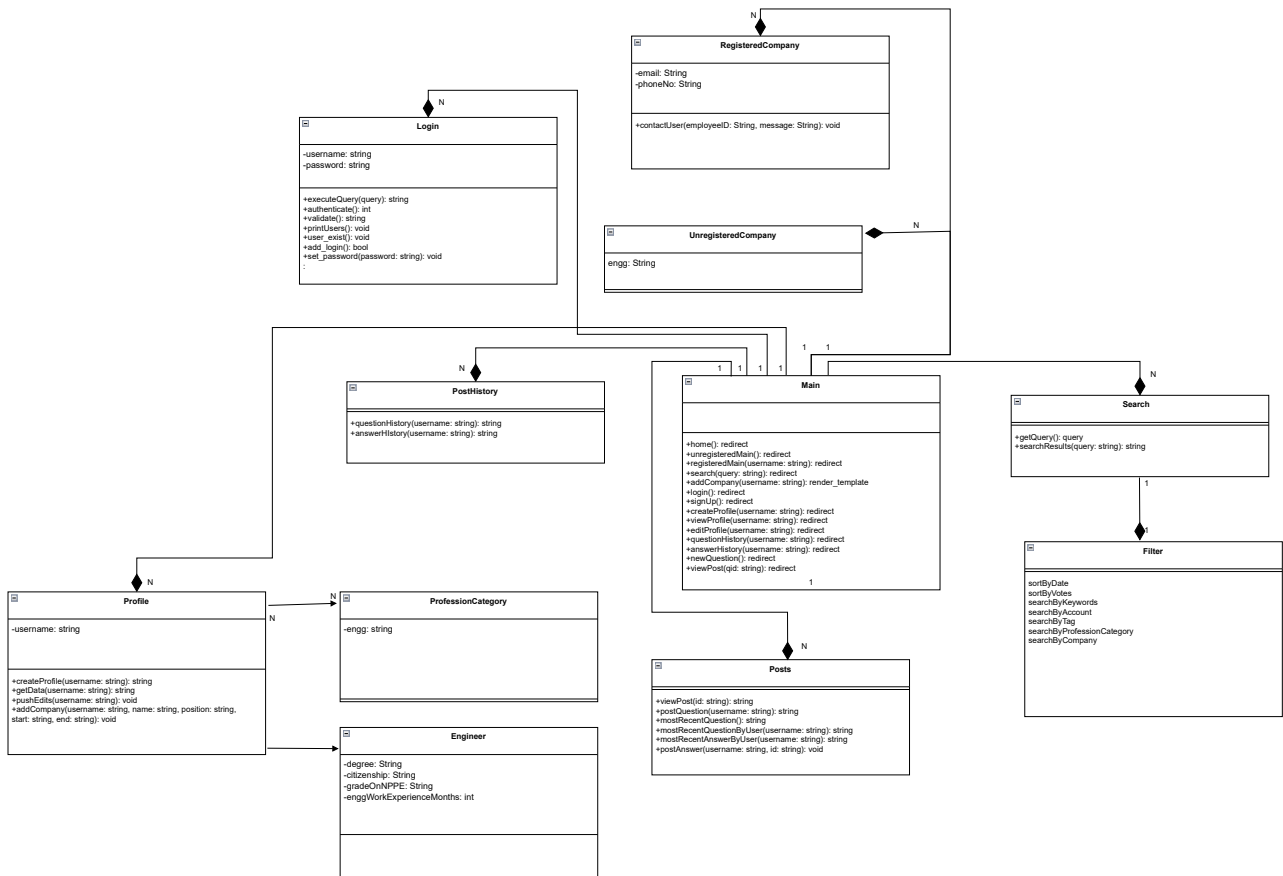 N
RegisteredCompany
-email: String
-phoneNo: String
+contactUser(employeeID: String, message: String): void
N
Login
-username: string
-password: string
+executeQuery(query): string
+authenticate(): int
+validate(): string
+printUsers(): void
+user_exist(): void
+add_login(): bool
+set_password(password: string): void
:
N
UnregisteredCompany
engg: String
1 1
N
1 1 1 1
PostHistory
+questionHistory(username: string): string
+answerHIstory(username: string): string
Main
+home(): redirect
+unregisteredMain(): redirect
+registeredMain(username: string): redirect
+search(query: string): redirect
+addCompany(username: string): render_template
+login(): redirect
+signUp(): redirect
+createProfile(username: string): redirect
+viewProfile(username: string): redirect
+editProfile(username: string): redirect
+questionHistory(username: string): redirect
+answerHistory(username: string): redirect
+newQuestion(): redirect
+viewPost(qid: string): redirect
1
N
Search
+getQuery(): query
+searchResults(query: string): string
1
1
Filter
sortByDate
sortByVotes
searchByKeywords
searchByAccount
searchByTag
searchByProfessionCategory
searchByCompany
N
Profile
-username: string
+createProfile(username: string): string
+getData(username: string): string
+pushEdits(username: string): void
+addCompany(username: string, name: string, position: string,
start: string, end: string): void
N
N
ProfessionCategory
-engg: string
Engineer
-degree: String
-citizenship: String
-gradeOnNPPE: String
-enggWorkExperienceMonths: int
N
Posts
+viewPost(id: string): string
+postQuestion(username: string): string
+mostRecentQuestion(): string
+mostRecentQuestionByUser(username: string): string
+mostRecentAnswerByUser(username: string): string
+postAnswer(username: string, id: string): void